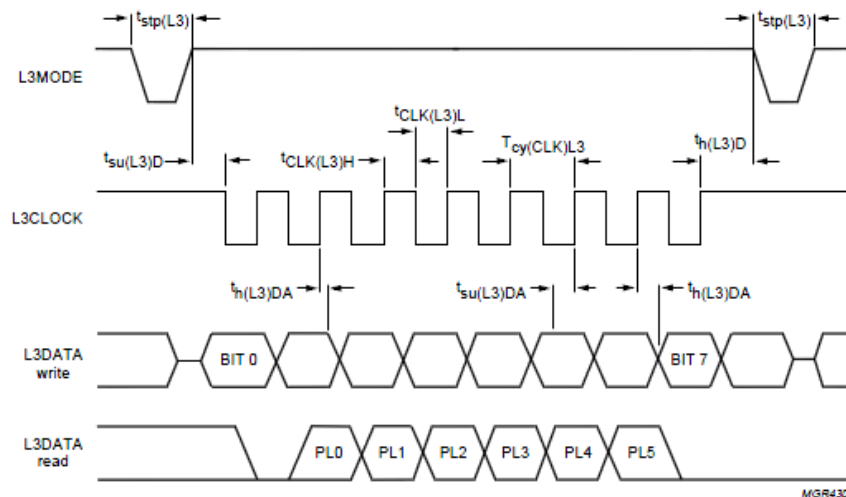 tstp(L3) tstp(L3)
L3MODE
tCLK(L3)L
tsu(L3)D tCLK(L3)H Tcy(CLK)L3 th(L3)D
L3CLOCK
th(L3)DA tsu(L3)DA th(L3)DA
L3DATA
write
BIT 0 BIT 7
L3DATA
read
PL0 PL1 PL2 PL3 PL4 PL5